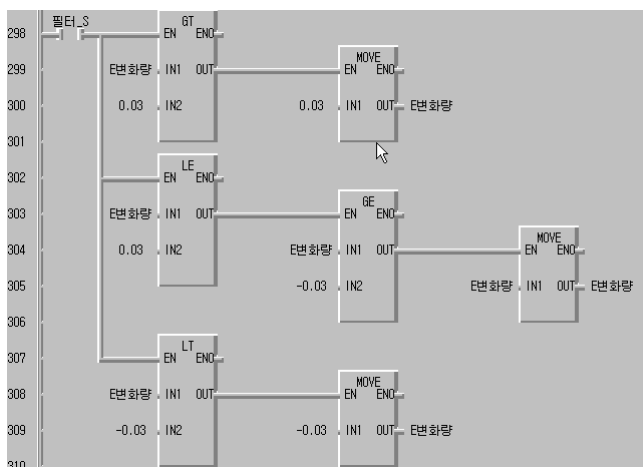 필터_S
298 GT
EN ENO
299 E변화량 IN1 OUT MOVE
EN ENO
300 0.03 IN2 0.03 IN1 OUT E변화량
301
302 LE
EN ENO
303 E변화량 IN1 OUT GE
EN ENO
304 0.03 IN2 E변화량 IN1 OUT MOVE
EN ENO
305 -0.03 IN2 E변화량 IN1 OUT E변화량
306
307 LT
EN ENO
308 E변화량 IN1 OUT MOVE
EN ENO
309 -0.03 IN2 -0.03 IN1 OUT E변화량
310